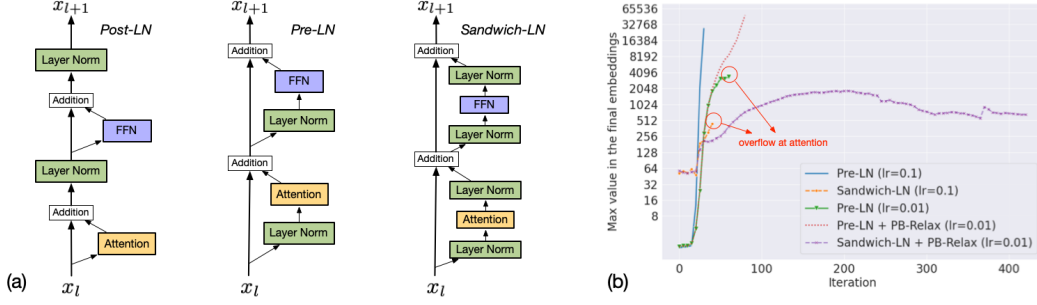 x_{l+1}
Post-LN
Layer Norm
Addition
FFN
Layer Norm
Addition
Attention
x_l
x_{l+1}
Pre-LN
Addition
FFN
Layer Norm
Addition
Attention
Layer Norm
x_l
x_{l+1}
Sandwich-LN
Addition
Layer Norm
FFN
Layer Norm
Addition
Layer Norm
Attention
Layer Norm
x_l
(a)
Max value in the final embeddings
65536
32768
16384
8192
4096
2048
1024
512
256
128
64
32
16
8
overflow at attention
Pre-LN (lr=0.1)
Sandwich-LN (lr=0.1)
Pre-LN (lr=0.01)
Pre-LN + PB-Relax (lr=0.01)
Sandwich-LN + PB-Relax (lr=0.01)
0 100 200 300 400
Iteration
(b)